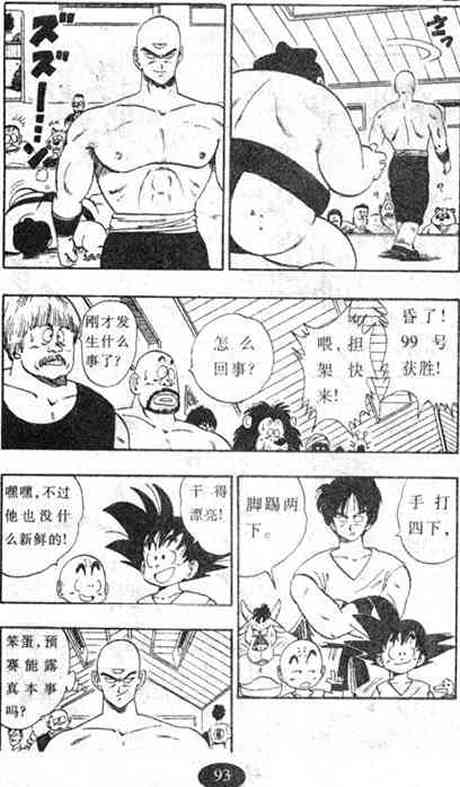 さっ
ズズーーン
昏了！
99 号
获胜！
喂，担
架快
来！
怎么
回事？
刚才发
生什么
事了？
干得
漂亮！
嘿嘿，不过
他也没什
么新鲜的！
手打
四下，
脚踢两
下。
笨蛋，预
赛能露
真本事
吗？
93